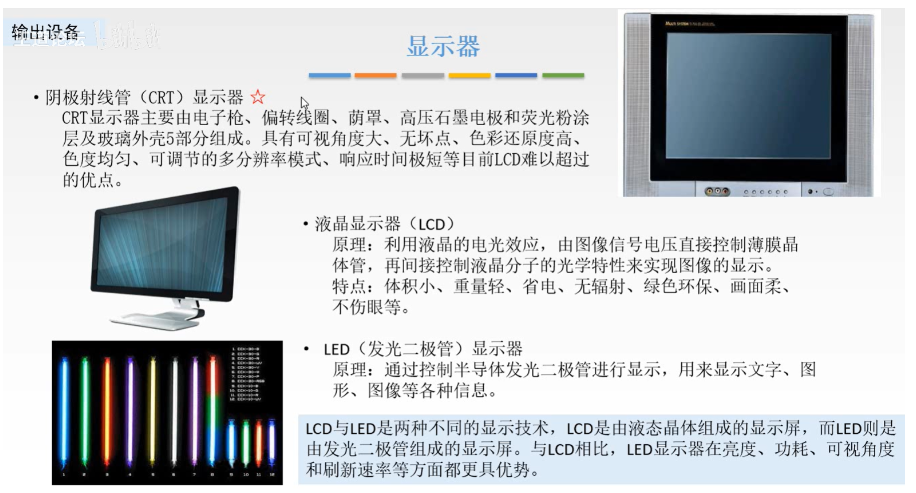 输出设备
显示器
• 阴极射线管（CRT）显示器 ☆
CRT显示器主要由电子枪、偏转线圈、荫罩、高压石墨电极和荧光粉涂
层及玻璃外壳5部分组成。具有可视角度大、无坏点、色彩还原度高、
色度均匀、可调节的多分辨率模式、响应时间极短等目前LCD难以超过
的优点。
• 液晶显示器（LCD）
原理：利用液晶的电光效应，由图像信号电压直接控制薄膜晶
体管，再间接控制液晶分子的光学特性来实现图像的显示。
特点：体积小、重量轻、省电、无辐射、绿色环保、画面柔、
不伤眼等。
• LED（发光二极管）显示器
原理：通过控制半导体发光二极管进行显示，用来显示文字、图
形、图像等各种信息。
LCD与LED是两种不同的显示技术，LCD是由液态晶体组成的显示屏，而LED则是
由发光二极管组成的显示屏。与LCD相比，LED显示器在亮度、功耗、可视角度
和刷新速率等方面都更具优势。
1 2 3 4 5 6 7 8 9 10 11 12